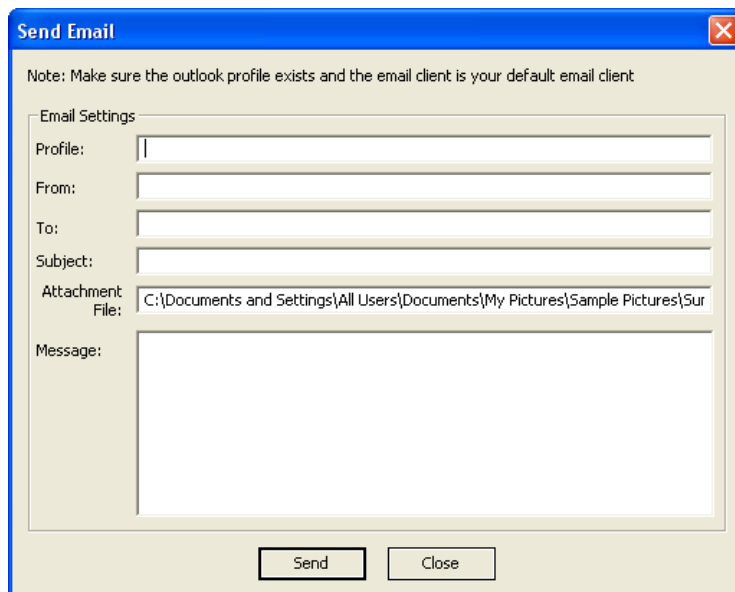 Send Email
Note: Make sure the outlook profile exists and the email client is your default email client
Email Settings
Profile:
From:
To:
Subject:
Attachment
File:
C:\Documents and Settings\All Users\Documents\My Pictures\Sample Pictures\Sur
Message:
Send
Close